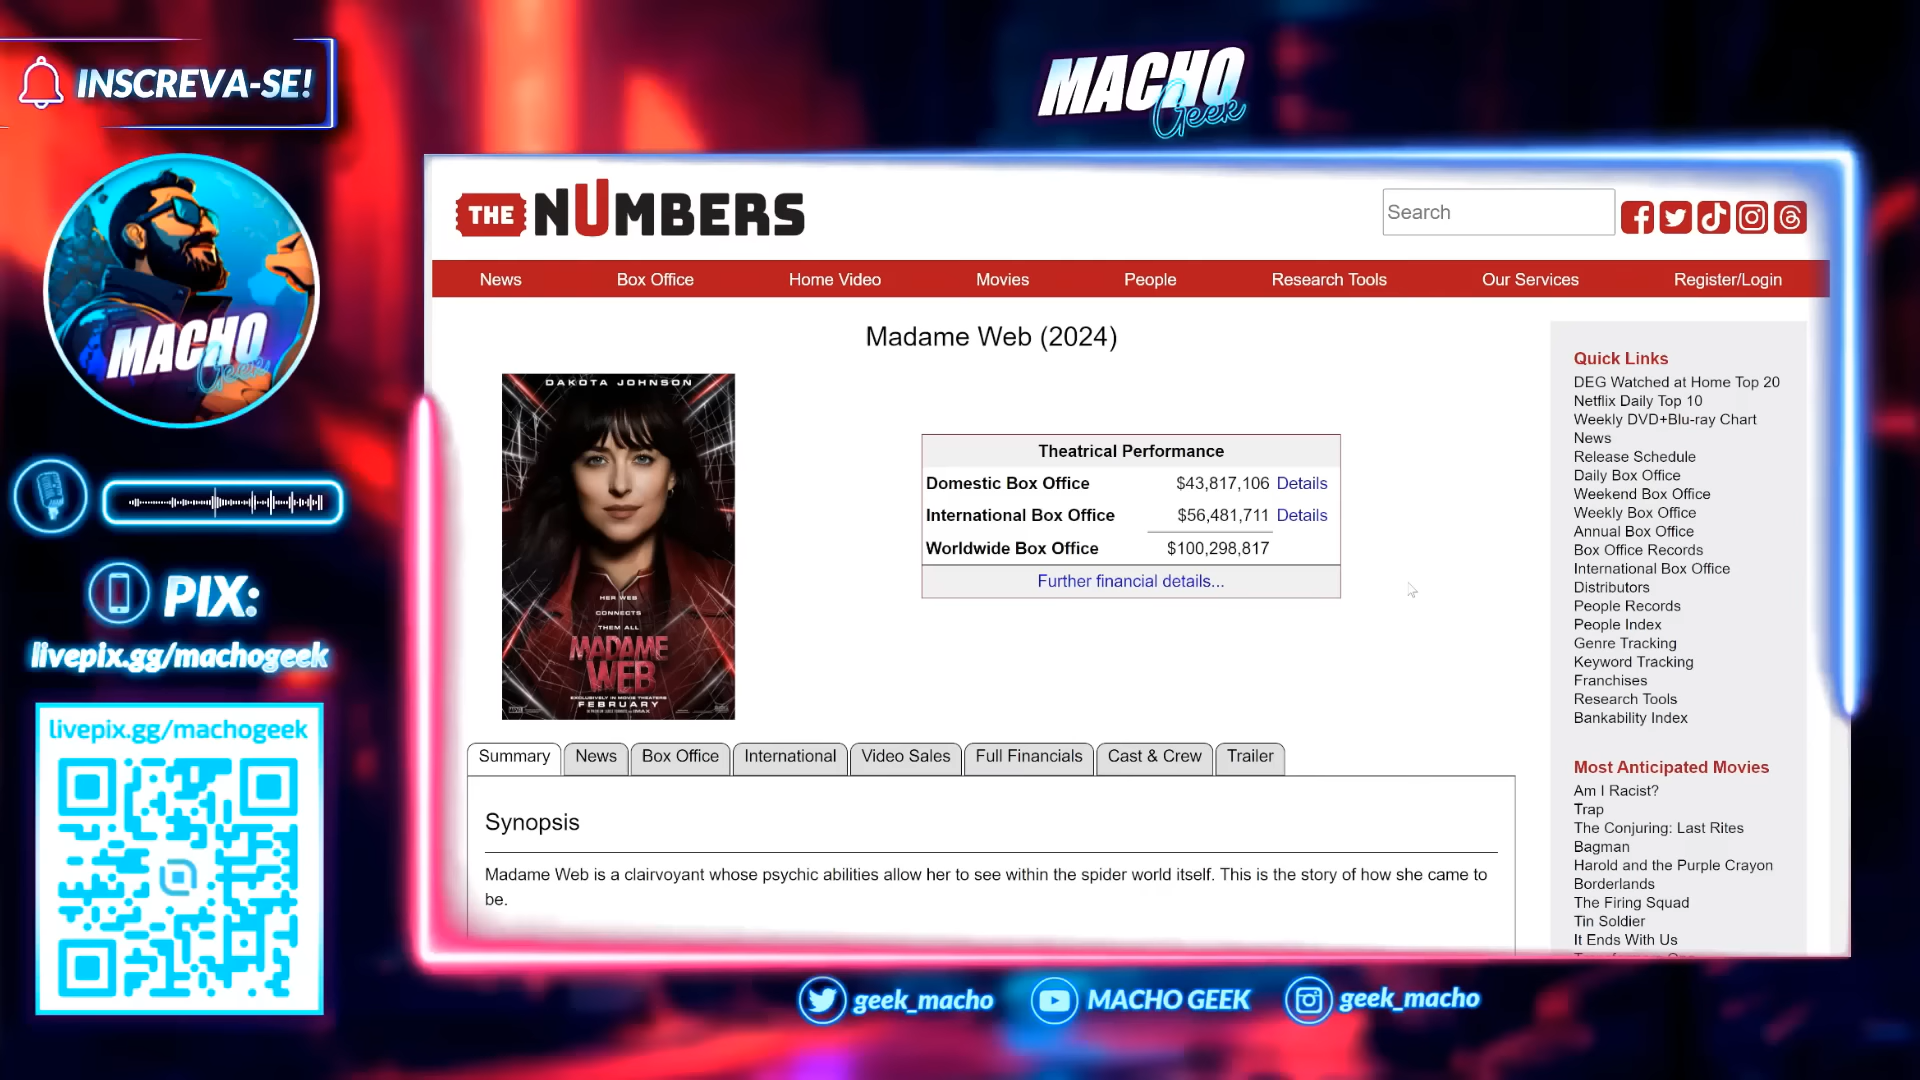 INSCREVA-SE!
MACHO
Geek
MACHO
Geek
PIX:
livepix.gg/machogeek
livepix.gg/machogeek
THE NUMBERS
Search
News Box Office Home Video Movies People Research Tools Our Services Register/Login
Madame Web (2024)
DAKOTA JOHNSON
HER WEB
CONNECTS
THEM ALL
MADAME
WEB
EXCLUSIVELY IN MOVIE THEATERS
FEBRUARY
Theatrical Performance
Domestic Box Office $43,817,106 Details
International Box Office $56,481,711 Details
Worldwide Box Office $100,298,817
Further financial details...
Summary News Box Office International Video Sales Full Financials Cast & Crew Trailer
Synopsis
Madame Web is a clairvoyant whose psychic abilities allow her to see within the spider world itself. This is the story of how she came to
be.
Quick Links
DEG Watched at Home Top 20
Netflix Daily Top 10
Weekly DVD+Blu-ray Chart
News
Release Schedule
Daily Box Office
Weekend Box Office
Weekly Box Office
Annual Box Office
Box Office Records
International Box Office
Distributors
People Records
People Index
Genre Tracking
Keyword Tracking
Franchises
Research Tools
Bankability Index
Most Anticipated Movies
Am I Racist?
Trap
The Conjuring: Last Rites
Bagman
Harold and the Purple Crayon
Borderlands
The Firing Squad
Tin Soldier
It Ends With Us
geek_macho MACHO GEEK geek_macho